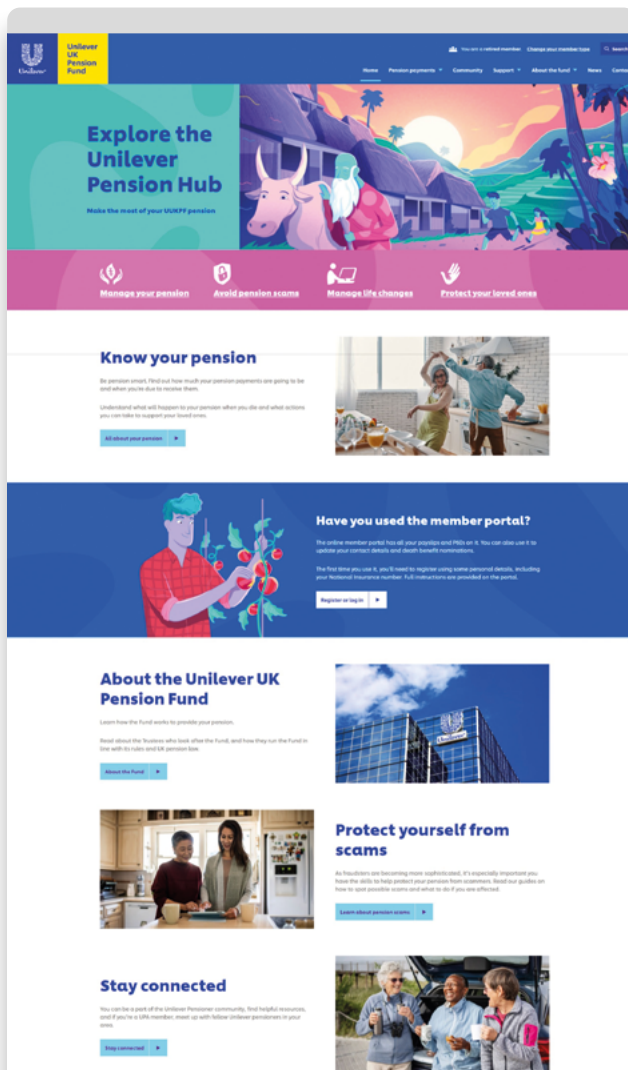 Unilever
Unilever
UK
Pension
Fund
You are a retired member. Change your member type
Search
Home
Pension payments
Community
Support
About the fund
News
Contac
Explore the
Unilever
Pension Hub
Make the most of your UUKPF pension
Manage your pension
Avoid pension scams
Manage life changes
Protect your loved ones
Know your pension
Be pension smart. Find out how much your pension payments are going to be
and when you're due to receive them.
Understand what will happen to your pension when you die and what actions
you can take to support your loved ones.
All about your pension
Have you used the member portal?
The online member portal has all your payslips and P60s on it. You can also use it to
update your contact details and death benefit nominations.
The first time you use it, you'll need to register using some personal details, including
your National Insurance number. Full instructions are provided on the portal.
Register or log in
About the Unilever UK
Pension Fund
Learn how the Fund works to provide your pension.
Read about the Trustees who look after the Fund, and how they run the Fund in
line with its rules and UK pension law.
About the Fund
Unilever
Protect yourself from
scams
As fraudsters are becoming more sophisticated, it's especially important you
have the skills to help protect your pension from scammers. Read our guides on
how to spot possible scams and what to do if you are affected.
Learn about pension scams
Stay connected
You can be a part of the Unilever Pensioner community, find helpful resources,
and if you're a UPA member, meet up with fellow Unilever pensioners in your
area.
Stay connected